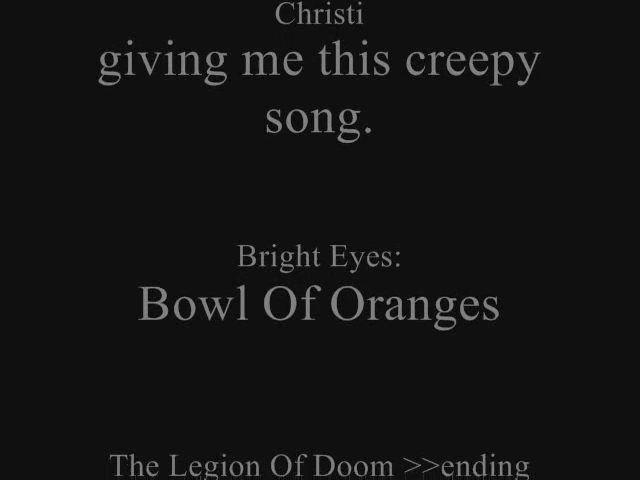 Christi
giving me this creepy
song.
Bright Eyes:
Bowl Of Oranges
The Legion Of Doom >>ending